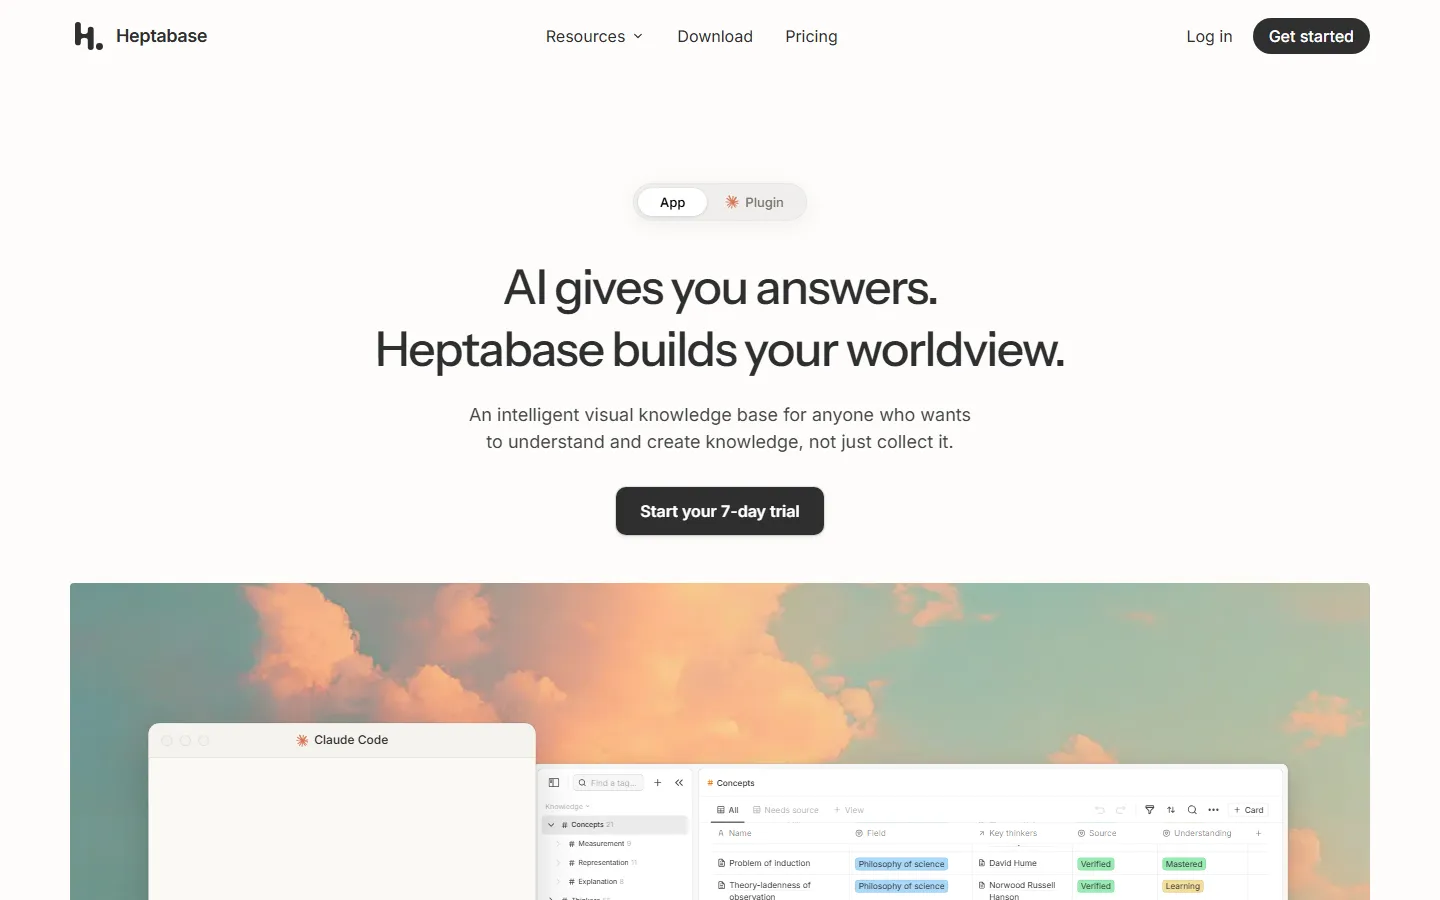 Heptabase
Resources
Download
Pricing
Log in
Get started
App
Plugin
AI gives you answers.
Heptabase builds your worldview.
An intelligent visual knowledge base for anyone who wants
to understand and create knowledge, not just collect it.
Start your 7-day trial
Claude Code
Find a tag...
Knowledge
# Concepts 21
# Measurement 9
# Representation 11
# Explanation 8
# Concepts
All
Needs source
+ View
+ Card
Name
Field
Key thinkers
Source
Understanding
Problem of induction
Philosophy of science
David Hume
Verified
Mastered
Theory-ladenness of
observation
Philosophy of science
Norwood Russell
Hanson
Verified
Learning